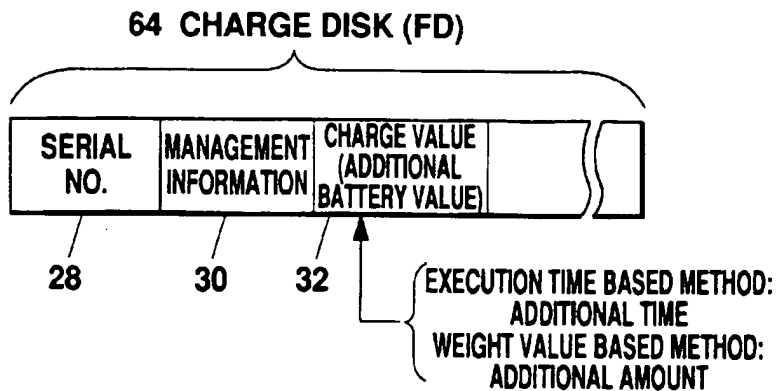 64 CHARGE DISK (FD)
SERIAL NO.
MANAGEMENT INFORMATION
CHARGE VALUE (ADDITIONAL BATTERY VALUE)
28
30
32
EXECUTION TIME BASED METHOD:
ADDITIONAL TIME
WEIGHT VALUE BASED METHOD:
ADDITIONAL AMOUNT